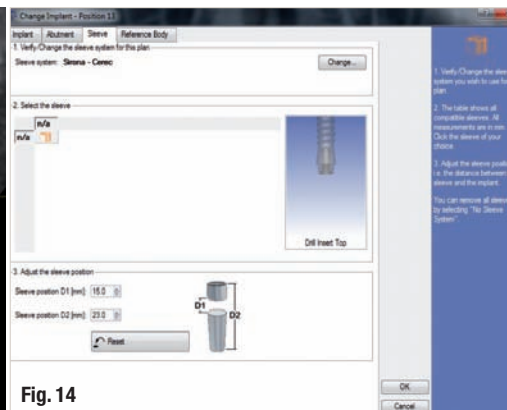 Change Implant - Position 13
Implant Abutment Sleeve Reference Body
1. Verify/Change the sleeve system for this plan
Sleeve system: Sirona - Cerec
Change...
2. Select the sleeve
n/a
n/a
Drill Insert Top
3. Adjust the sleeve position
Sleeve position D1 [mm]: 15.0
Sleeve position D2 [mm]: 23.0
D1
D2
Reset
OK
Cancel
1. Verify/Change the sleeve
system you wish to use for
plan
2. The table shows all
compatible sleeves. All
measurements are in mm
Click the sleeve of your
choice
3. Adjust the sleeve position
i.e. the distance between
sleeve and the implant.
You can remove all sleeves
by selecting "No Sleeve
System".
Fig. 14